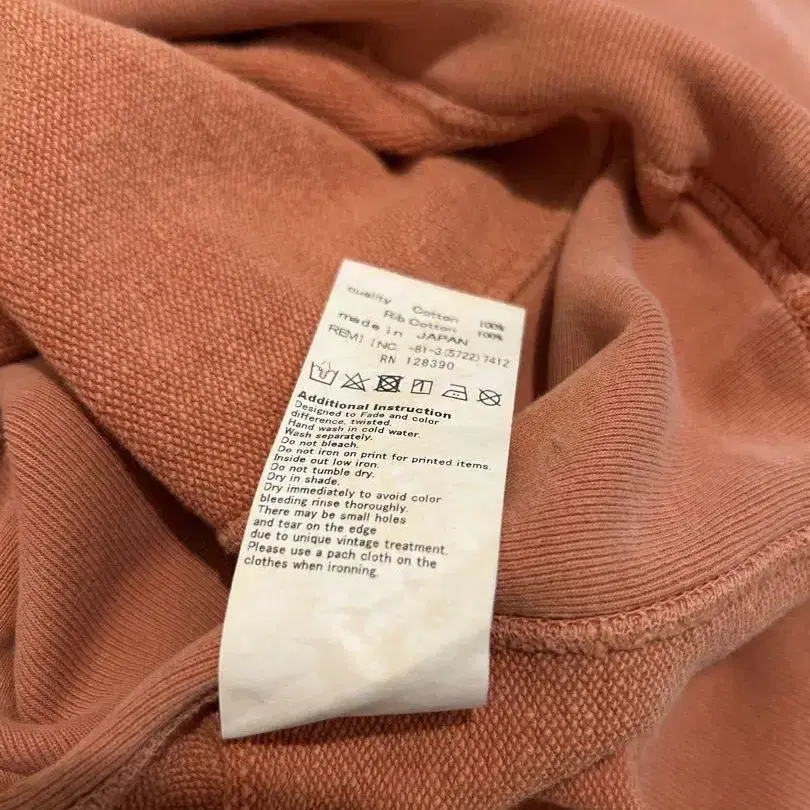 quality Cotton 100%
Rib Cotton 100%
made in JAPAN
REMI INC. -81-3(5722)7412
RN 128390
Additional Instruction
Designed to Fade and color
difference, twisted.
Hand wash in cold water.
Wash separately.
Do not bleach.
Do not iron on print for printed items.
Inside out low iron.
Do not tumble dry.
Dry in shade.
Dry immediately to avoid color
bleeding rinse thoroughly.
There may be small holes
and tear on the edge
due to unique vintage treatment.
Please use a pach cloth on the
clothes when ironning.